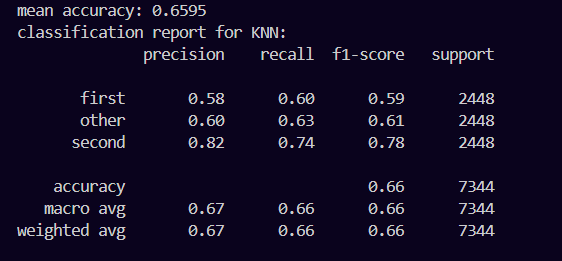 mean accuracy: 0.6595
classification report for KNN:
precision recall f1-score support
first 0.58 0.60 0.59 2448
other 0.60 0.63 0.61 2448
second 0.82 0.74 0.78 2448
accuracy 0.66 7344
macro avg 0.67 0.66 0.66 7344
weighted avg 0.67 0.66 0.66 7344